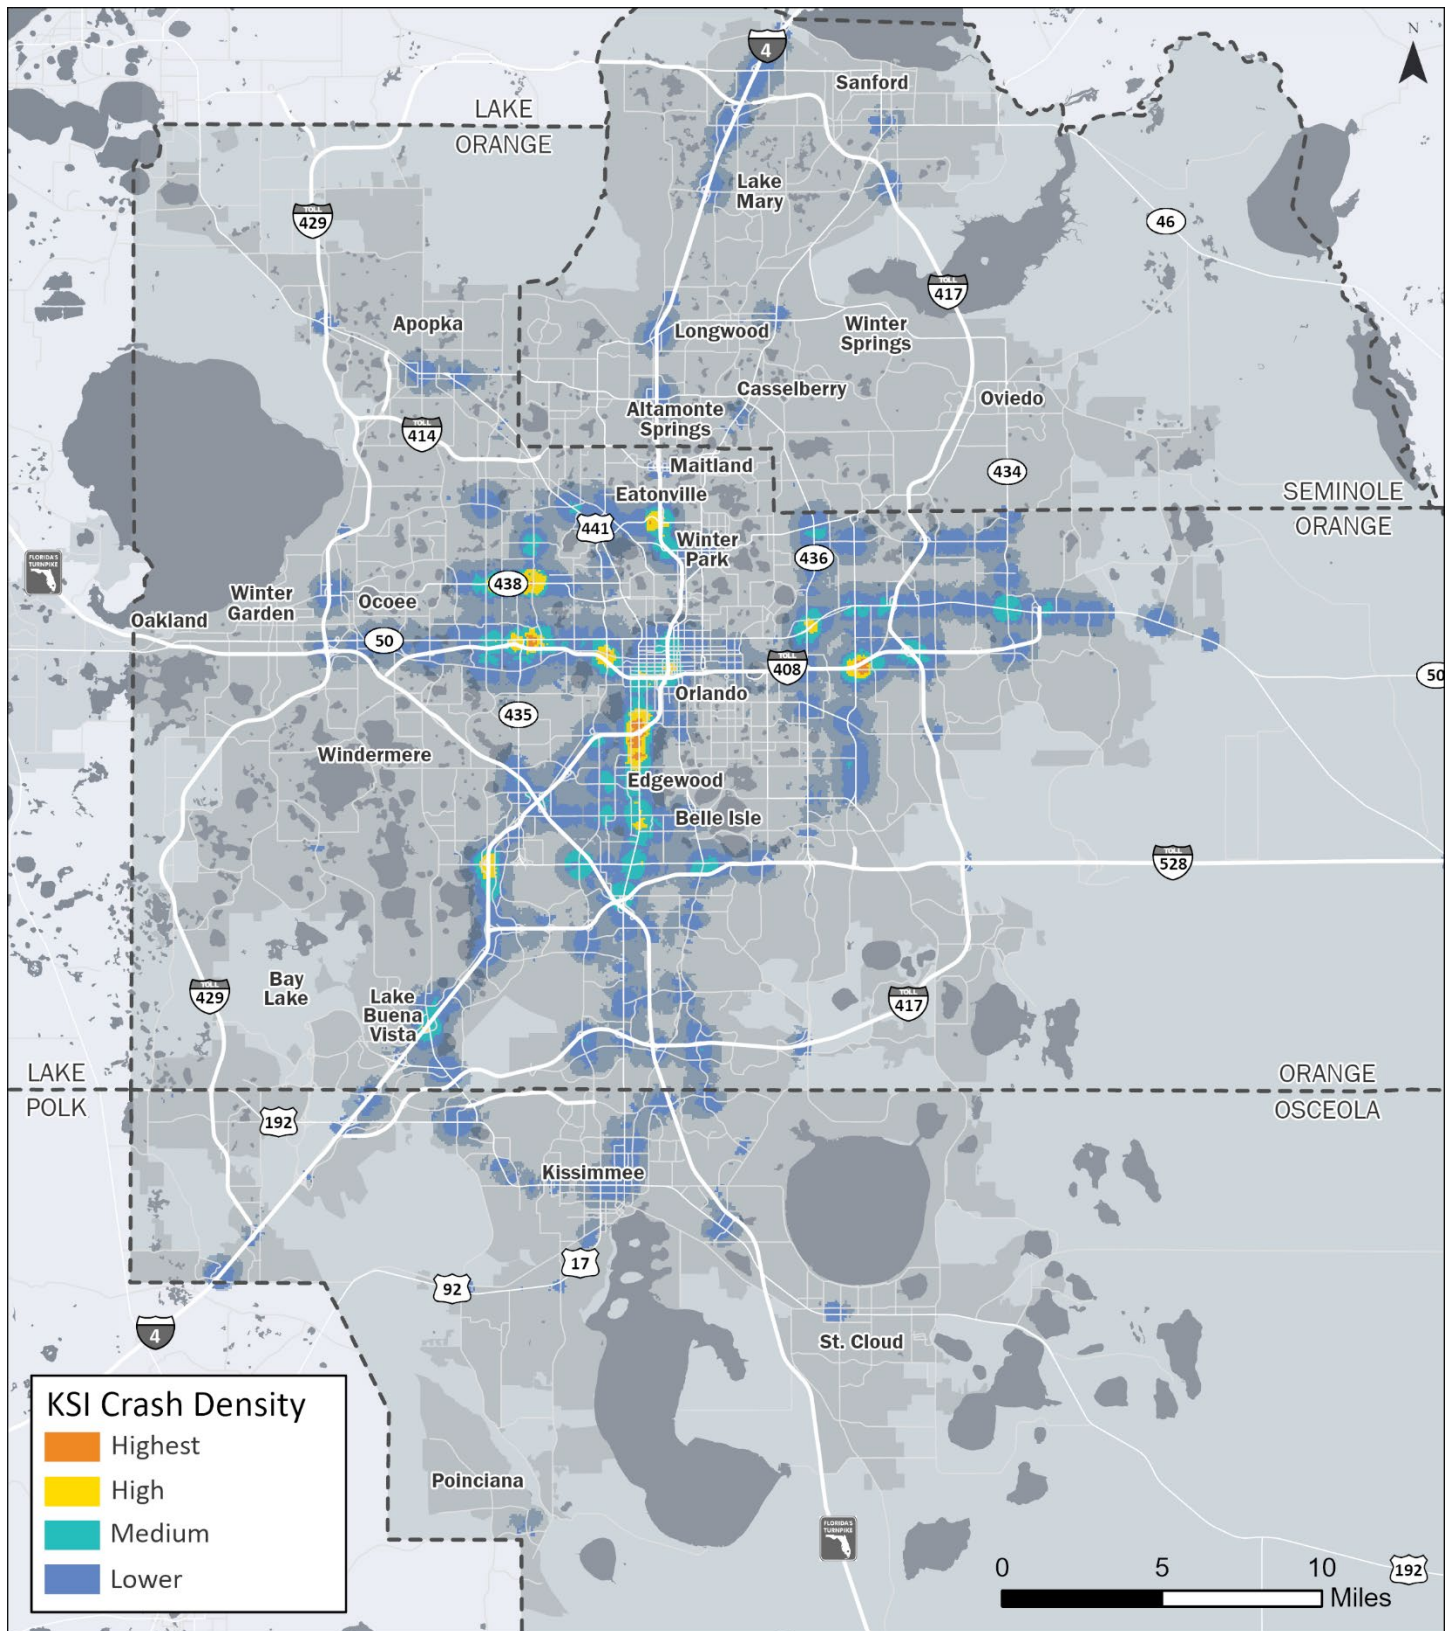 N
4
Sanford
LAKE
ORANGE
Lake
Mary
TOLL
429
46
TOLL
417
Apopka
Longwood
Winter
Springs
Casselberry
Oviedo
Altamonte
Springs
TOLL
414
Maitland
434
Eatonville
SEMINOLE
ORANGE
441
Winter
Park
436
FLORIDA'S
TURNPIKE
438
Winter
Garden
Ocoee
Oakland
50
TOLL
408
50
Orlando
435
Windermere
Edgewood
Belle Isle
TOLL
528
Bay
Lake
TOLL
429
Lake
Buena
Vista
TOLL
417
LAKE
POLK
ORANGE
OSCEOLA
192
Kissimmee
17
92
4
St. Cloud
KSI Crash Density
Highest
High
Medium
Lower
Poinciana
FLORIDA'S
TURNPIKE
0 5 10
Miles
192